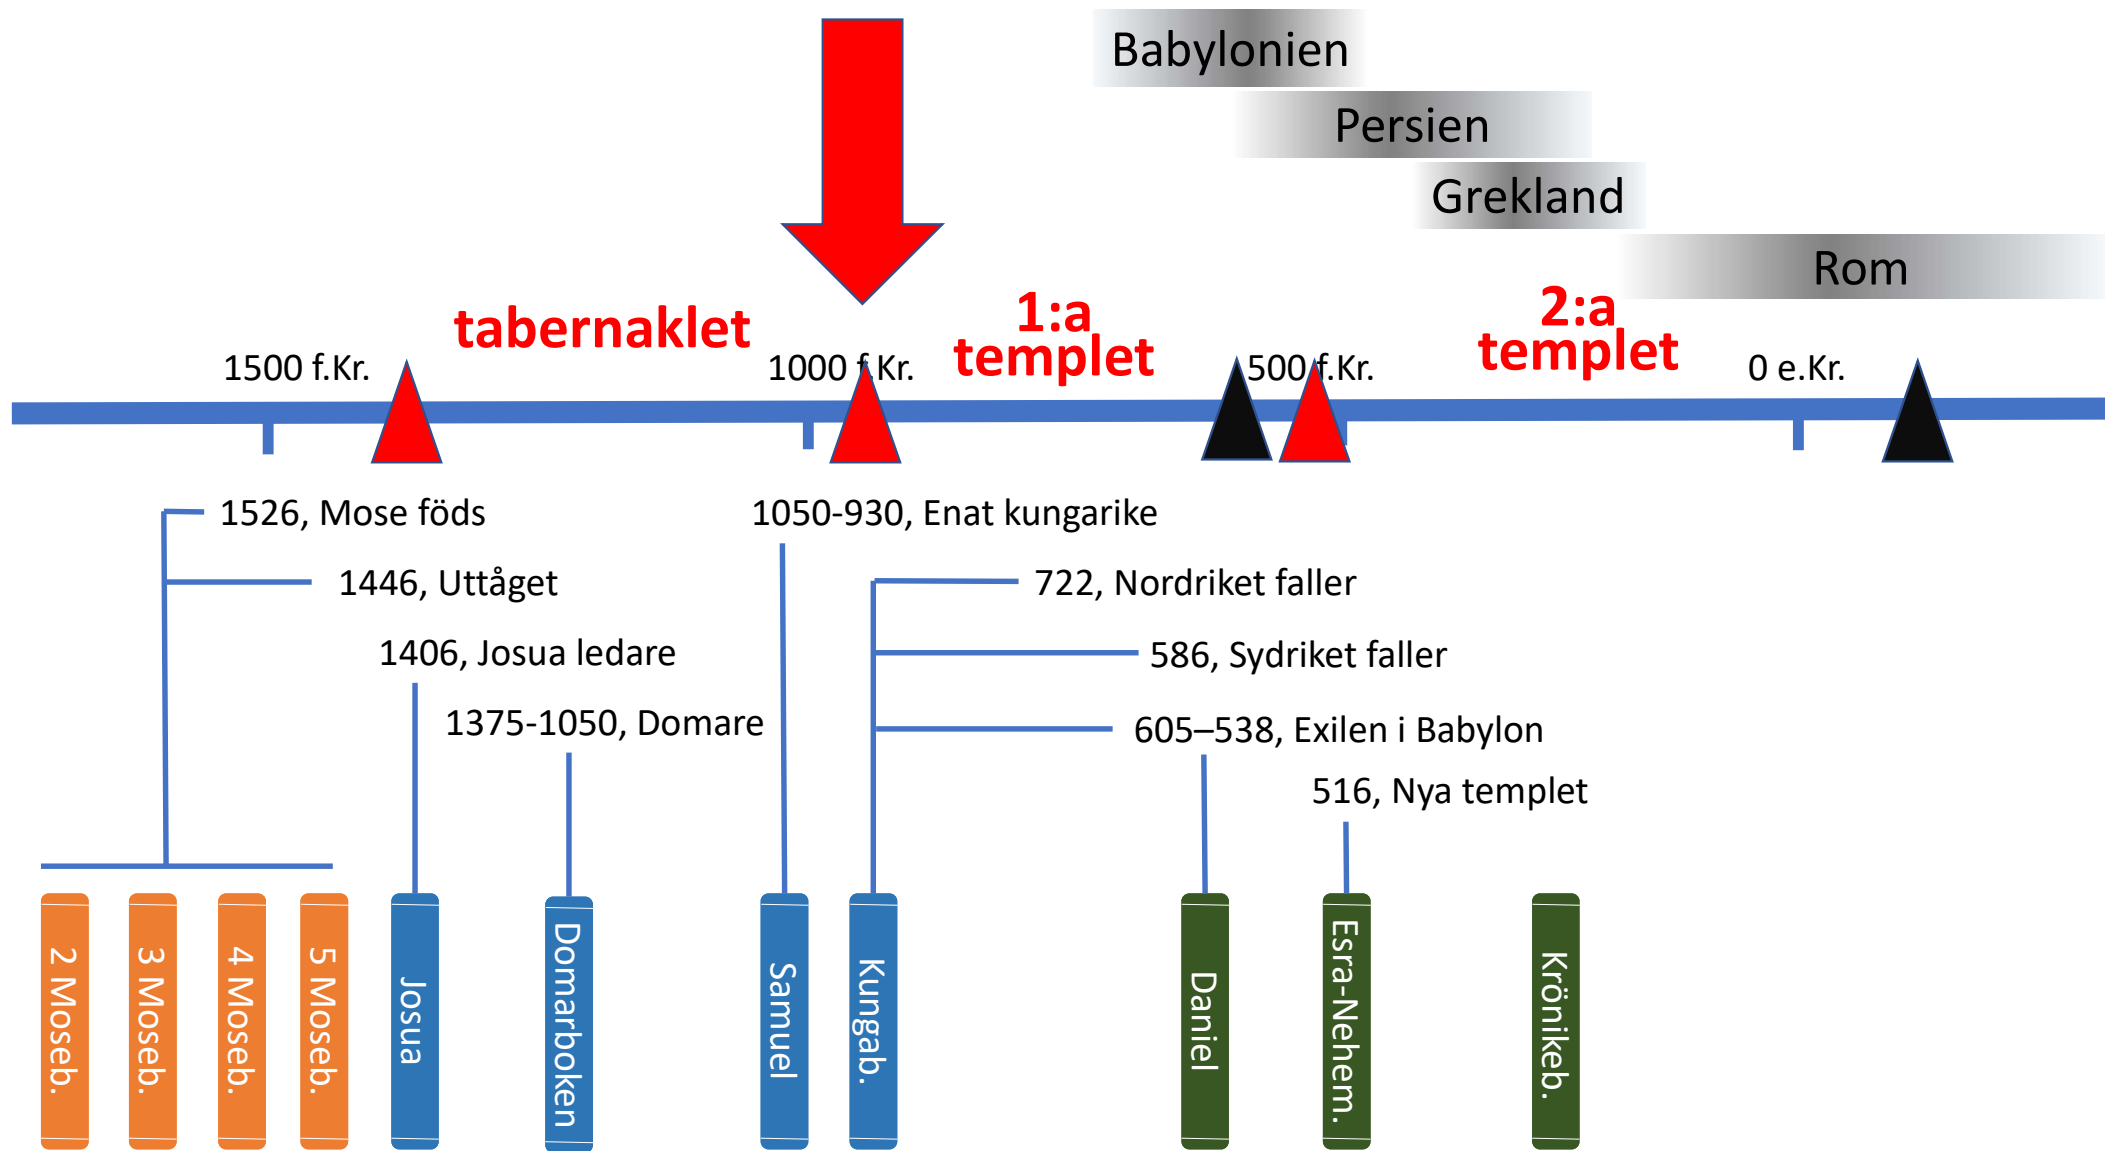 Babylonien
Persien
Grekland
Rom
tabernaklet
1:a
templet
2:a
templet
1500 f.Kr.
1000 f.Kr.
500 f.Kr.
0 e.Kr.
1526, Mose föds
1050-930, Enat kungarike
1446, Uttåget
722, Nordriket faller
1406, Josua ledare
586, Sydriket faller
1375-1050, Domare
605–538, Exilen i Babylon
516, Nya templet
2 Moseb.
3 Moseb.
4 Moseb.
5 Moseb.
Josua
Domarboken
Samuel
Kungab.
Daniel
Esra-Nehem.
Krönikeb.